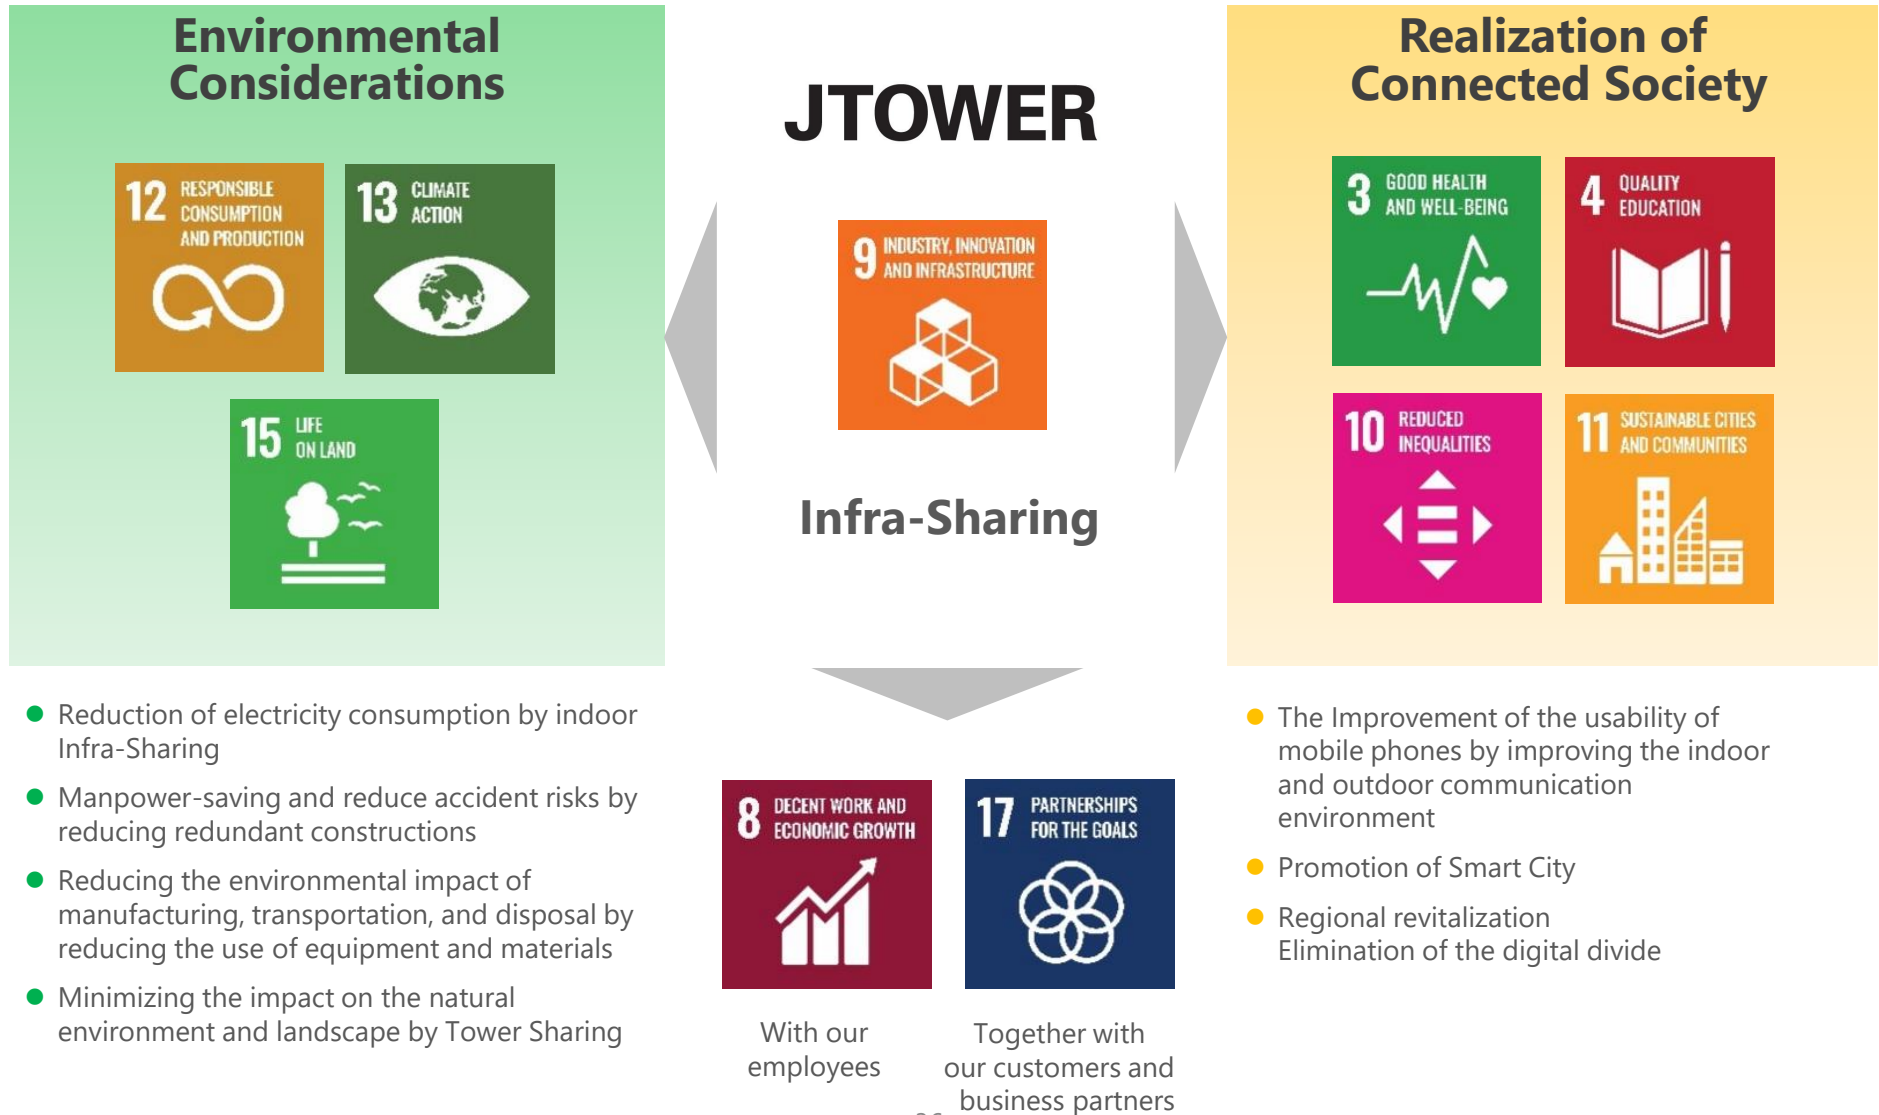 Environmental
Considerations
12 RESPONSIBLE
CONSUMPTION
AND PRODUCTION
13 CLIMATE
ACTION
15 LIFE
ON LAND
Reduction of electricity consumption by indoor
Infra-Sharing
Manpower-saving and reduce accident risks by
reducing redundant constructions
Reducing the environmental impact of
manufacturing, transportation, and disposal by
reducing the use of equipment and materials
Minimizing the impact on the natural
environment and landscape by Tower Sharing
JTOWER
9 INDUSTRY, INNOVATION
AND INFRASTRUCTURE
Infra-Sharing
8 DECENT WORK AND
ECONOMIC GROWTH
With our
employees
17 PARTNERSHIPS
FOR THE GOALS
Together with
our customers and
business partners
Realization of
Connected Society
3 GOOD HEALTH
AND WELL-BEING
4 QUALITY
EDUCATION
10 REDUCED
INEQUALITIES
11 SUSTAINABLE CITIES
AND COMMUNITIES
The Improvement of the usability of
mobile phones by improving the indoor
and outdoor communication
environment
Promotion of Smart City
Regional revitalization
Elimination of the digital divide